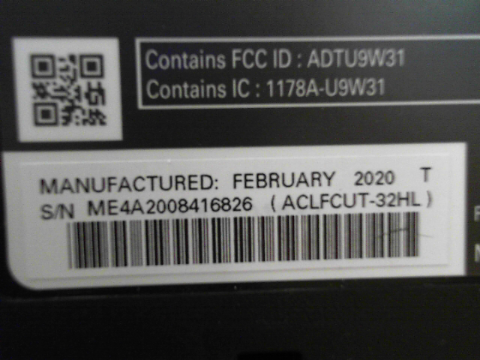 Contains FCC ID : ADTU9W31
Contains IC : 1178A-U9W31
MANUFACTURED: FEBRUARY 2020 T
S/N ME4A2008416826 (ACLFCUT-32HL)